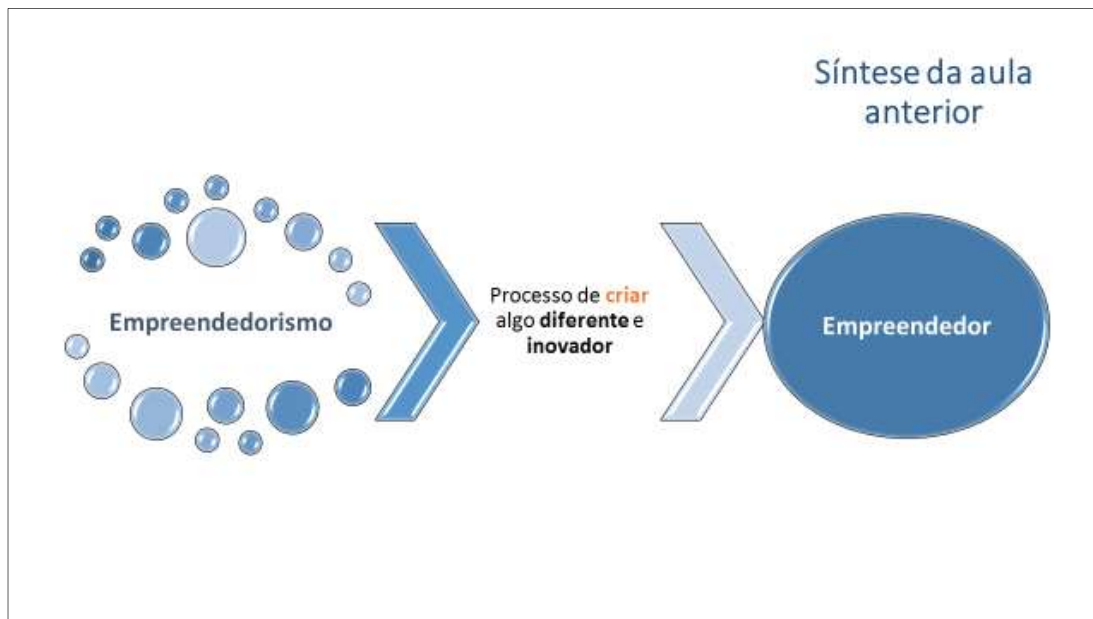 Síntese da aula
anterior
Empreendedorismo
Processo de criar
algo diferente e
inovador
Empreendedor